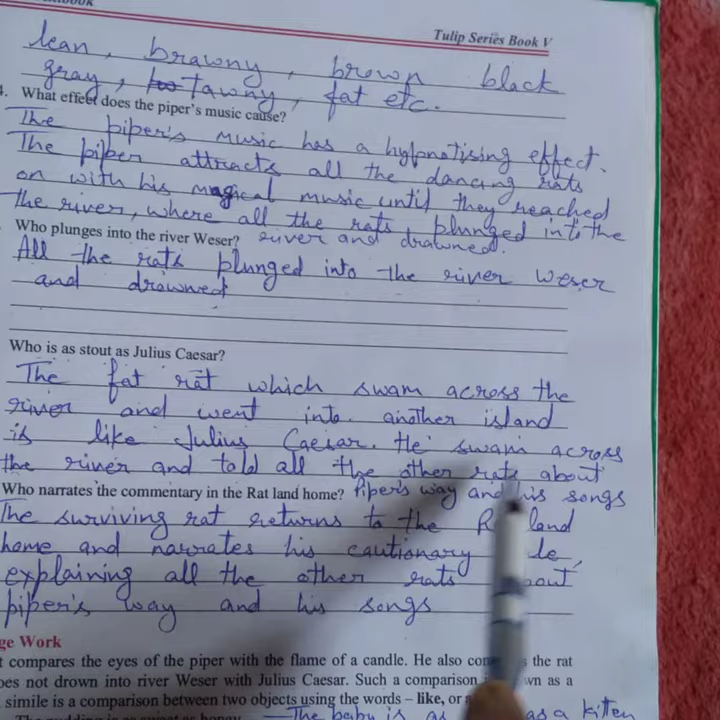 Tulip Series Book V
lean, brawny, brown black
gray, tawny, fat etc.
4. What effect does the piper's music cause?
The piper's music has a hypnotising effect.
The piper attracts all the dancing rats
on with his magical music until they reached
the river, where all the rats plunged into the
river and drawned.
Who plunges into the river Weser?
All the rats plunged into the river weser
and drowned
Who is as stout as Julius Caesar?
The fat rat which swam across the
river and went into another island
is like Julius Caesar. He swam across
the river and told all the other rats about
piper's way and his songs
Who narrates the commentary in the Rat land home?
The surviving rat returns to the land
home and narrates his cautionary
explaining all the other rats
piper's way and his songs
ge Work
compares the eyes of the piper with the flame of a candle. He also the rat
oes not drown into river Weser with Julius Caesar. Such a comparison as a
simile is a comparison between two objects using the words – like, or
The baby is as as a kitten